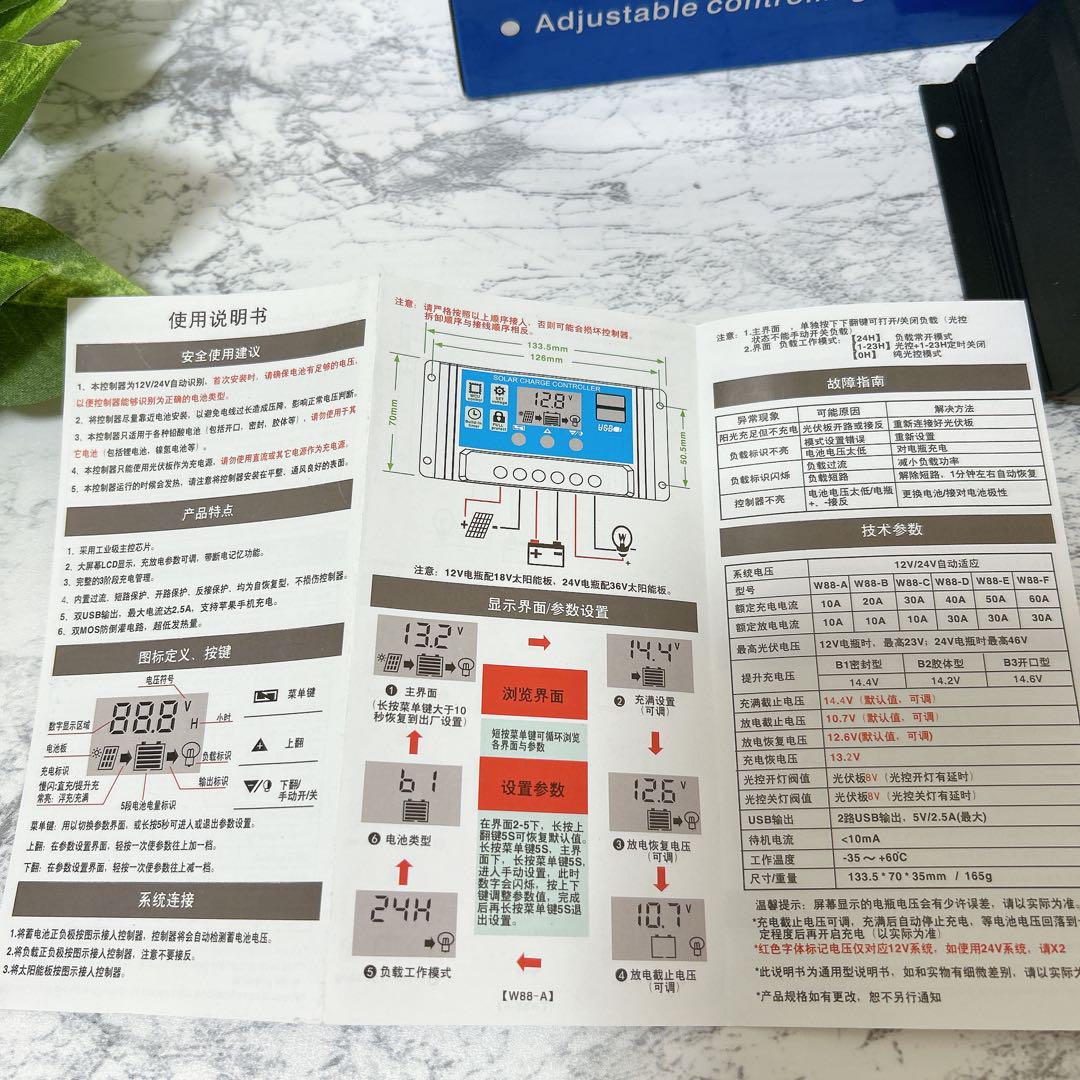 Adjustable
使用说明书
安全使用建议
1、本控制器为12V/24V自动识别，首次安装时，请确保电池有足够的电压，
以便控制器能够识别为正确的电池类型。
2、将控制器尽量靠近电池安装，以避免电线过长造成压降，影响正常电压判断。
3、本控制器只适用于各种铅酸电池（包括开口、密封、胶体等），请勿使用于其
它电池（包括锂电池，镍氢电池等）。
4、本控制器只能使用光伏板作为充电源，请勿使用直流或其它电源作为充电源。
5、本控制器运行的时候会发热，请注意将控制器安装在平整、通风良好的表面。
产品特点
1、采用工业级主控芯片。
2、大屏幕LCD显示，充放电参数可调，带断电记忆功能。
3、完整的3阶段充电管理。
4、内置过流、短路保护、开路保护、反接保护、均为自恢复型，不损伤控制器。
5、双USB输出，最大电流达2.5A，支持苹果手机充电。
6、双MOS防倒灌电路，超低发热量。
图标定义、按键
电压符号
数字显示区域
88.8 V H
小时
电池板
负载标识
充电标识
慢闪:直充/提升充
常亮: 浮充/充满
输出标识
5段电池电量标识
菜单键
上翻
下翻/
手动开/关
菜单键：用以切换参数界面，或长按5秒可进入或退出参数设置。
上翻：在参数设置界面，轻按一次便参数往上加一档。
下翻：在参数设置界面，轻按一次便参数往下减一档。
系统连接
1.将蓄电池正负极按图示接人控制器，控制器将会自动检测蓄电池电压。
2.将负载正负极按图示接人控制器，注意不要接反。
3.将太阳能板按图示接人控制器。
注意：请严格按照以上顺序接人，否则可能会损坏控制器，
拆卸顺序与接线顺序相反。
133.5mm
126mm
70mm
50.5mm
SOLAR CHARGE CONTROLLER
12.8 V
USB
+ - + - + -
W
注意：12V电瓶配18V太阳能板，24V电瓶配36V太阳能板。
显示界面/参数设置
13.2 V
❶ 主界面
（长按菜单键大于10
秒恢复到出厂设置）
14.4 V
❷ 充满设置
（可调）
浏览界面
短按菜单键可循环浏览
各界面与参数
设置参数
在界面2-5下，长按上
翻键5S可恢复默认值。
长按菜单键5S，主界
面下，长按菜单键5S，
进人手动设置，此时
数字会闪烁，按上下
键调整参数值，完成
后再长按菜单键5S退
出设置。
12.6 V
❸ 放电恢复电压
（可调）
10.7 V
❹ 放电截止电压
（可调）
24H
❺ 负载工作模式
b1
❻ 电池类型
【W88-A】
注意：1.主界面 ，单独按下下翻键可打开/关闭负载（光控
状态不能手动开关负载）
2.界面 负载工作模式：【24H】 负载常开模式
【1-23H】光控+1-23H定时关闭
【0H】 纯光控模式
故障指南
异常现象 可能原因 解决方法
阳光充足但不充电 光伏板开路或接反 重新连接好光伏板
负载标识不亮 模式设置错误 重新设置
电池电压太低 对电瓶充电
负载标识闪烁 负载过流 减小负载功率
负载短路 解除短路，1分钟左右自动恢复
控制器不亮 电池电压太低/电瓶+、-接反 更换电池/接对电池极性
技术参数
系统电压 12V/24V自动适应
型号 W88-A W88-B W88-C W88-D W88-E W88-F
额定充电电流 10A 20A 30A 40A 50A 60A
额定放电电流 10A 10A 10A 30A 30A 30A
最高光伏电压 12V电瓶时，最高23V；24V电瓶时最高46V
提升充电电压 B1密封型 B2胶体型 B3开口型
14.4V 14.2V 14.6V
充满截止电压 14.4V（默认值，可调）
放电截止电压 10.7V（默认值，可调）
放电恢复电压 12.6V(默认值，可调)
充电恢电压 13.2V
光控开灯阀值 光伏板8V（光控开灯有延时）
光控关灯阀值 光伏板8V（光控关灯有延时）
USB输出 2路USB输出，5V/2.5A(最大)
待机电流 <10mA
工作温度 -35～+60℃
尺寸/重量 133.5*70*35mm / 165g
温馨提示：屏幕显示的电瓶电压会有少许误差，请以实际为准。
*充电截止电压可调，充满后自动停止充电，等电池电压回落到一
定程度后再开启充电（以实际为准）
*红色字体标记电压仅对应12V系统，如使用24V系统，请X2
*此说明书为通用型说明书，如和实物有细微差别，请以实际为
*产品规格如有更改，恕不另行通知